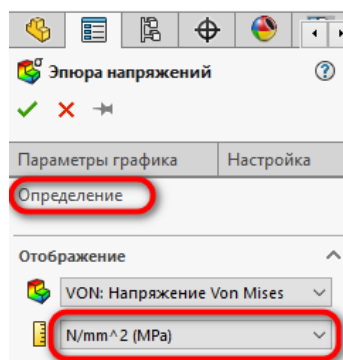 Эпюра напряжений
Параметры графика
Настройка
Определение
Отображение
VON: Напряжение Von Mises
N/mm^2 (MPa)